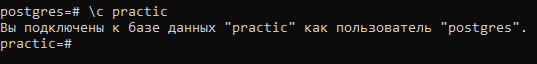 postgres=# \c practic
Вы подключены к базе данных "practic" как пользователь "postgres".
practic=#